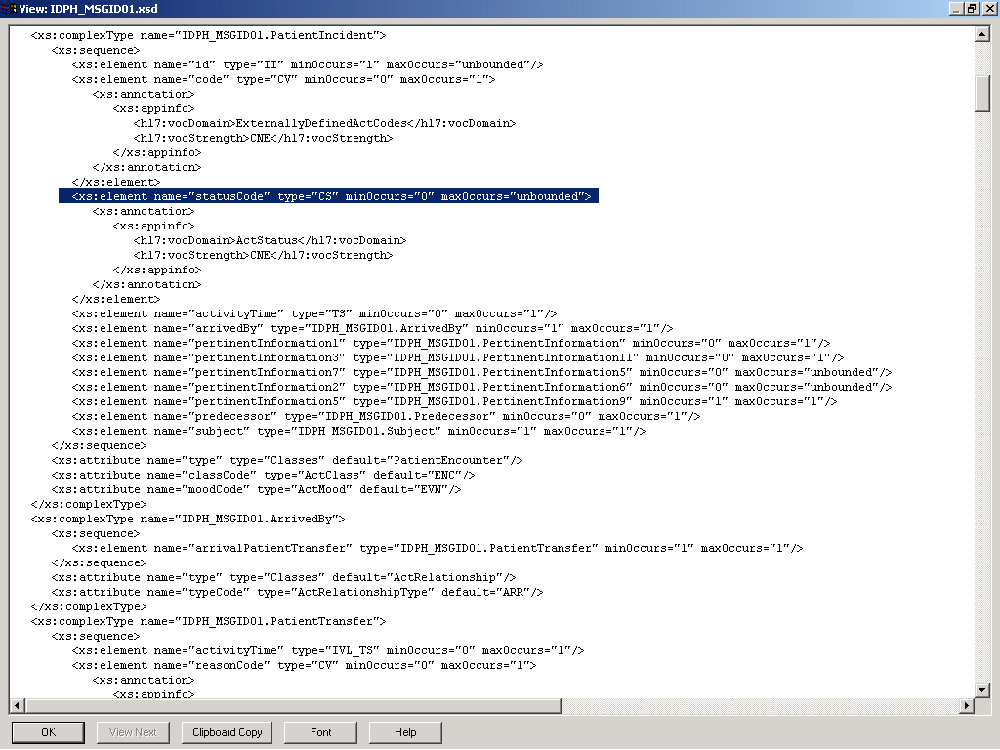 View: IDPH_MSGID01.xsd
<xs:complexType name="IDPH_MSGID01.PatientIncident">
<xs:sequence>
<xs:element name="id" type="II" minOccurs="1" maxOccurs="unbounded"/>
<xs:element name="code" type="CV" minOccurs="0" maxOccurs="1">
<xs:annotation>
<xs:appinfo>
<hl7:vocDomain>ExternallyDefinedActCodes</hl7:vocDomain>
<hl7:vocStrength>CNE</hl7:vocStrength>
</xs:appinfo>
</xs:annotation>
</xs:element>
<xs:element name="statusCode" type="CS" minOccurs="0" maxOccurs="unbounded">
<xs:annotation>
<xs:appinfo>
<hl7:vocDomain>ActStatus</hl7:vocDomain>
<hl7:vocStrength>CNE</hl7:vocStrength>
</xs:appinfo>
</xs:annotation>
</xs:element>
<xs:element name="activityTime" type="TS" minOccurs="0" maxOccurs="1"/>
<xs:element name="arrivedBy" type="IDPH_MSGID01.ArrivedBy" minOccurs="1" maxOccurs="1"/>
<xs:element name="pertinentInformation1" type="IDPH_MSGID01.PertinentInformation" minOccurs="0" maxOccurs="1"/>
<xs:element name="pertinentInformation3" type="IDPH_MSGID01.PertinentInformation11" minOccurs="0" maxOccurs="1"/>
<xs:element name="pertinentInformation7" type="IDPH_MSGID01.PertinentInformation5" minOccurs="0" maxOccurs="unbounded"/>
<xs:element name="pertinentInformation2" type="IDPH_MSGID01.PertinentInformation6" minOccurs="0" maxOccurs="unbounded"/>
<xs:element name="pertinentInformation5" type="IDPH_MSGID01.PertinentInformation9" minOccurs="1" maxOccurs="1"/>
<xs:element name="predecessor" type="IDPH_MSGID01.Predecessor" minOccurs="0" maxOccurs="1"/>
<xs:element name="subject" type="IDPH_MSGID01.Subject" minOccurs="1" maxOccurs="1"/>
</xs:sequence>
<xs:attribute name="type" type="Classes" default="PatientEncounter"/>
<xs:attribute name="classCode" type="ActClass" default="ENC"/>
<xs:attribute name="moodCode" type="ActMood" default="EVN"/>
</xs:complexType>
<xs:complexType name="IDPH_MSGID01.ArrivedBy">
<xs:sequence>
<xs:element name="arrivalPatientTransfer" type="IDPH_MSGID01.PatientTransfer" minOccurs="1" maxOccurs="1"/>
</xs:sequence>
<xs:attribute name="type" type="Classes" default="ActRelationship"/>
<xs:attribute name="typeCode" type="ActRelationshipType" default="ARR"/>
</xs:complexType>
<xs:complexType name="IDPH_MSGID01.PatientTransfer">
<xs:sequence>
<xs:element name="activityTime" type="IVL_TS" minOccurs="0" maxOccurs="1"/>
<xs:element name="reasonCode" type="CV" minOccurs="0" maxOccurs="1">
<xs:annotation>
<xs:appinfo>
OK View Next Clipboard Copy Font Help